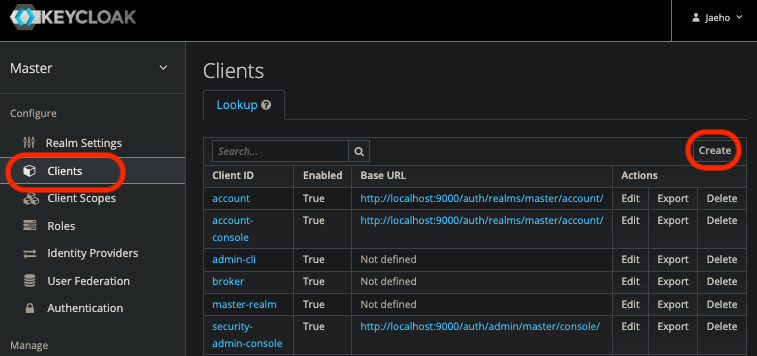 KEYCLOAK
Jaeho
Master
Configure
Realm Settings
Clients
Client Scopes
Roles
Identity Providers
User Federation
Authentication
Manage
Clients
Lookup
Search...
Create
Client ID Enabled Base URL Actions
account True http://localhost:9000/auth/realms/master/account/ Edit Export Delete
account- True http://localhost:9000/auth/realms/master/account/ Edit Export Delete
console
admin-cli True Not defined Edit Export Delete
broker True Not defined Edit Export Delete
master-realm True Not defined Edit Export Delete
security- True http://localhost:9000/auth/admin/master/console/ Edit Export Delete
admin-console